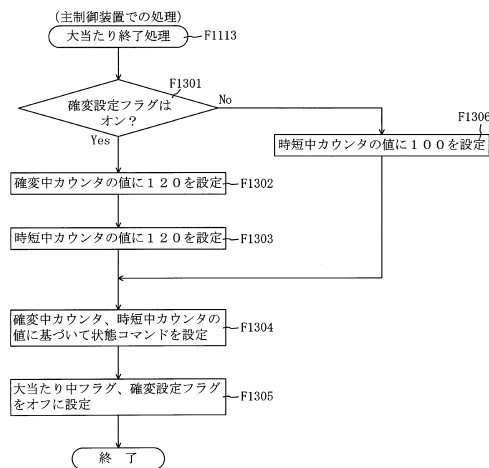 (主制御装置での処理)
大当たり終了処理
F1113
F1301
確変設定フラグは
オン？
No
Yes
F1306
時短中カウンタの値に１００を設定
確変中カウンタの値に１２０を設定
F1302
時短中カウンタの値に１２０を設定
F1303
確変中カウンタ、時短中カウンタの
値に基づいて状態コマンドを設定
F1304
大当たり中フラグ、確変設定フラグ
をオフに設定
F1305
終 了